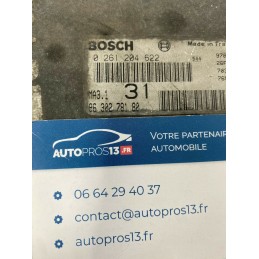 BOSCH
Made in
0 261 204 622
MA3.1
31
96 302 781 80
AUTOPROS13.FR
VOTRE PARTENAIRE
AUTOMOBILE
06 64 29 40 37
contact@autopros13.fr
autopros13.fr